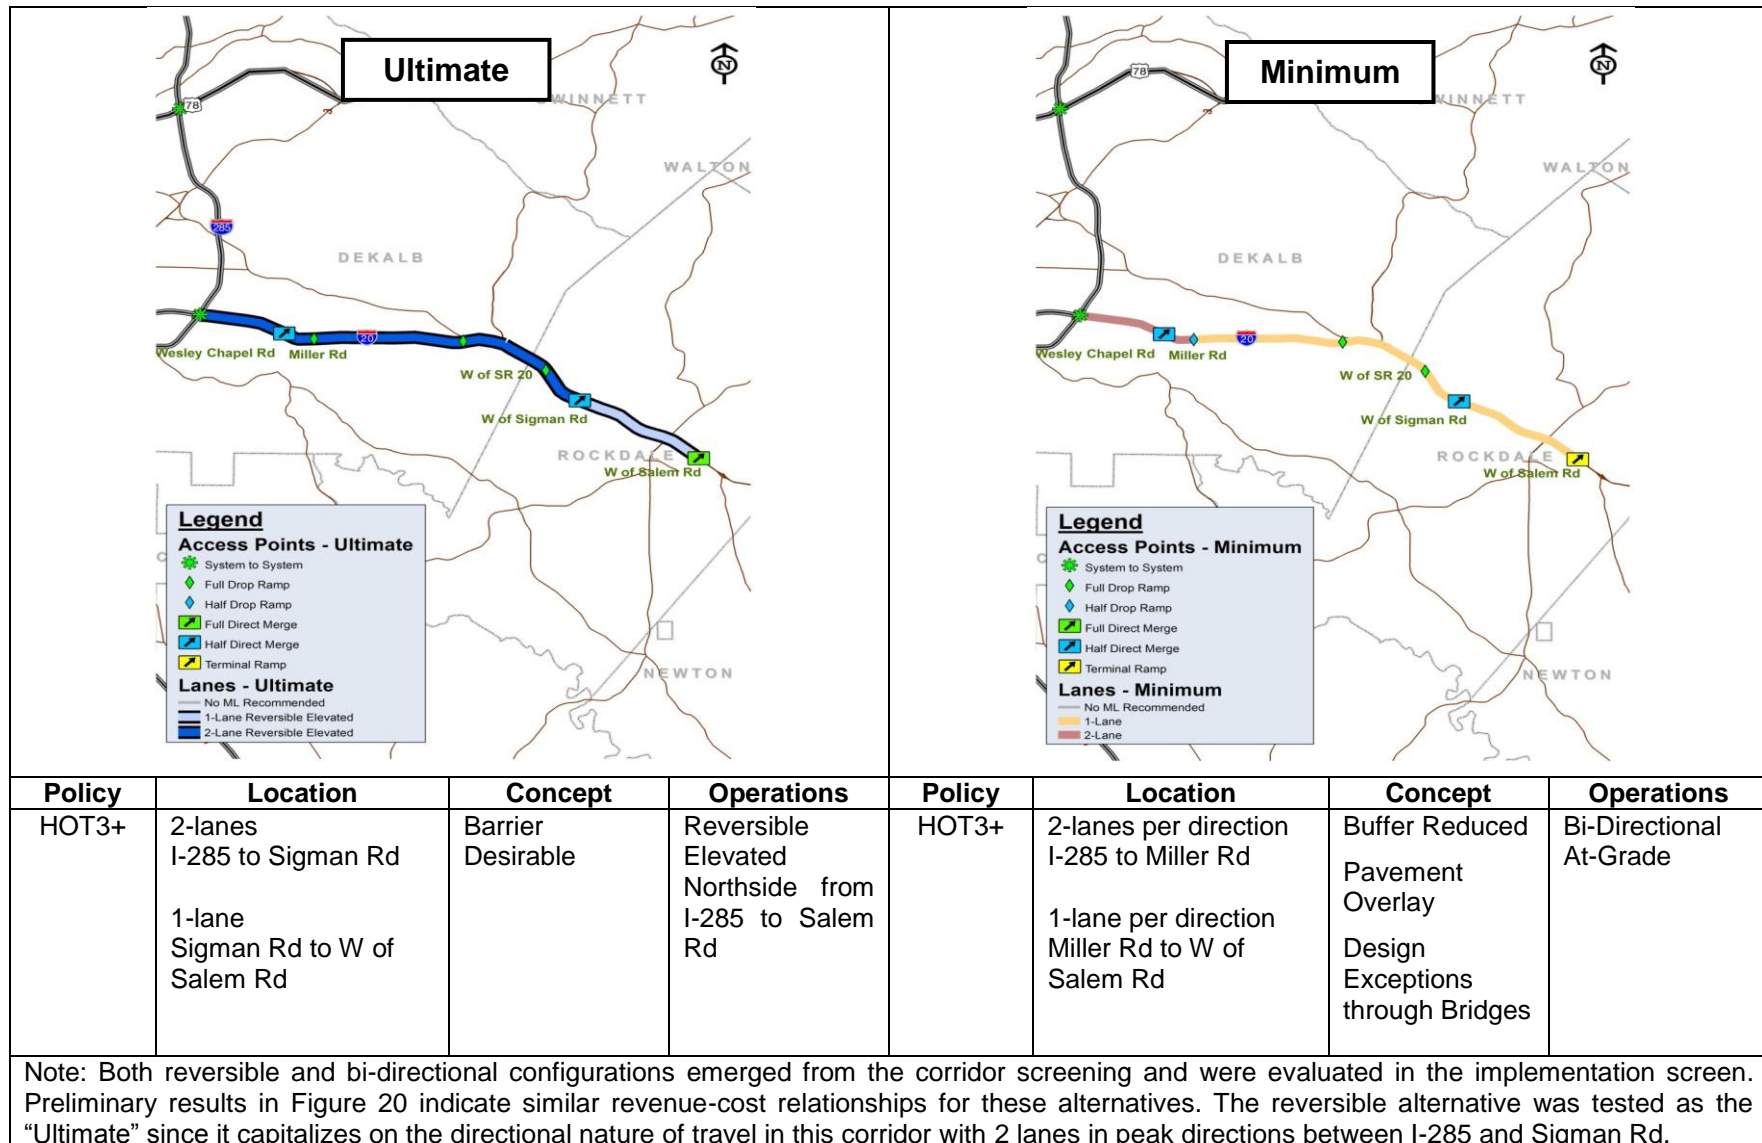 Ultimate
N
78
GWINNETT
WALTON
285
DEKALB
20
Wesley Chapel Rd
Miller Rd
W of SR 20
W of Sigman Rd
ROCKDALE
W of Salem Rd
NEWTON
Legend
Access Points - Ultimate
System to System
Full Drop Ramp
Half Drop Ramp
Full Direct Merge
Half Direct Merge
Terminal Ramp
Lanes - Ultimate
No ML Recommended
1-Lane Reversible Elevated
2-Lane Reversible Elevated
Minimum
N
78
WINNETT
WALTON
DEKALB
20
Wesley Chapel Rd
Miller Rd
W of SR 20
W of Sigman Rd
ROCKDALE
W of Salem Rd
NEWTON
Legend
Access Points - Minimum
System to System
Full Drop Ramp
Half Drop Ramp
Full Direct Merge
Half Direct Merge
Terminal Ramp
Lanes - Minimum
No ML Recommended
1-Lane
2-Lane
Policy Location Concept Operations Policy Location Concept Operations
HOT3+
2-lanes
I-285 to Sigman Rd
1-lane
Sigman Rd to W of
Salem Rd
Barrier
Desirable
Reversible
Elevated
Northside from
I-285 to Salem
Rd
HOT3+
2-lanes per direction
I-285 to Miller Rd
1-lane per direction
Miller Rd to W of
Salem Rd
Buffer Reduced
Pavement
Overlay
Design
Exceptions
through Bridges
Bi-Directional
At-Grade
Note: Both reversible and bi-directional configurations emerged from the corridor screening and were evaluated in the implementation screen.
Preliminary results in Figure 20 indicate similar revenue-cost relationships for these alternatives. The reversible alternative was tested as the
“Ultimate” since it capitalizes on the directional nature of travel in this corridor with 2 lanes in peak directions between I-285 and Sigman Rd.